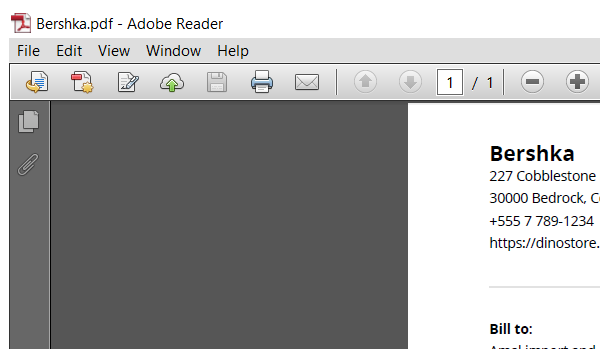 Bershka.pdf - Adobe Reader
File Edit View Window Help
1 / 1
Bershka
227 Cobblestone
30000 Bedrock,
+555 7 789-1234
https://dinostore.
Bill to: